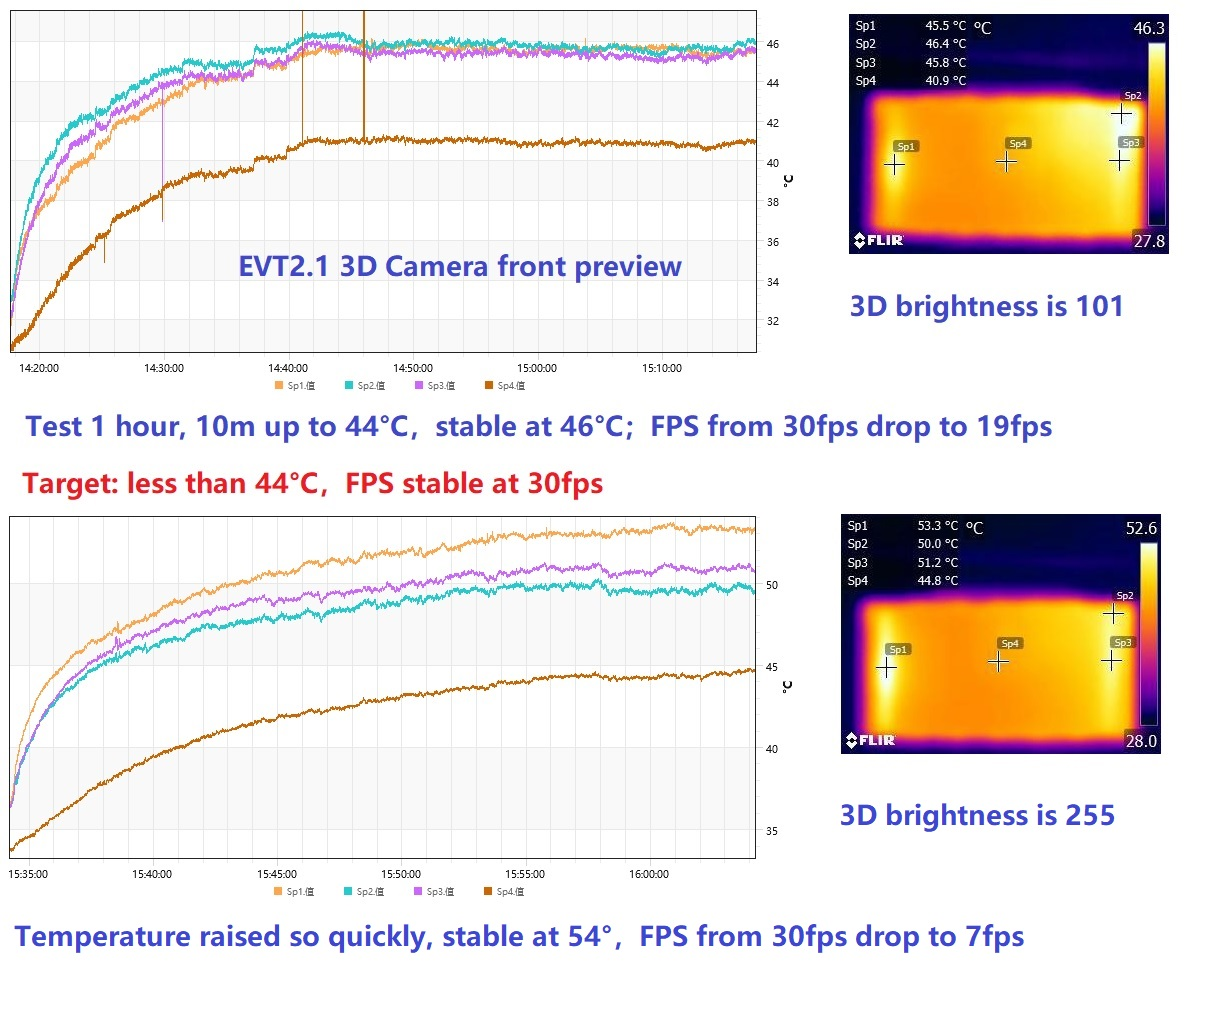 46
44
42
40
38
36
34
32
°C
EVT2.1 3D Camera front preview
14:20:00 14:30:00 14:40:00 14:50:00 15:00:00 15:10:00
Sp1.值 Sp2.值 Sp3.值 Sp4.值
Sp1 45.5 °C °C 46.3
Sp2 46.4 °C
Sp3 45.8 °C
Sp4 40.9 °C
Sp2
Sp1 Sp4 Sp3
FLIR 27.8
3D brightness is 101
Test 1 hour, 10m up to 44°C，stable at 46°C；FPS from 30fps drop to 19fps
Target: less than 44°C，FPS stable at 30fps
50
45
40
35
°C
15:35:00 15:40:00 15:45:00 15:50:00 15:55:00 16:00:00
Sp1.值 Sp2.值 Sp3.值 Sp4.值
Sp1 53.3 °C °C 52.6
Sp2 50.0 °C
Sp3 51.2 °C
Sp4 44.8 °C
Sp2
Sp1 Sp4 Sp3
FLIR 28.0
3D brightness is 255
Temperature raised so quickly, stable at 54°，FPS from 30fps drop to 7fps